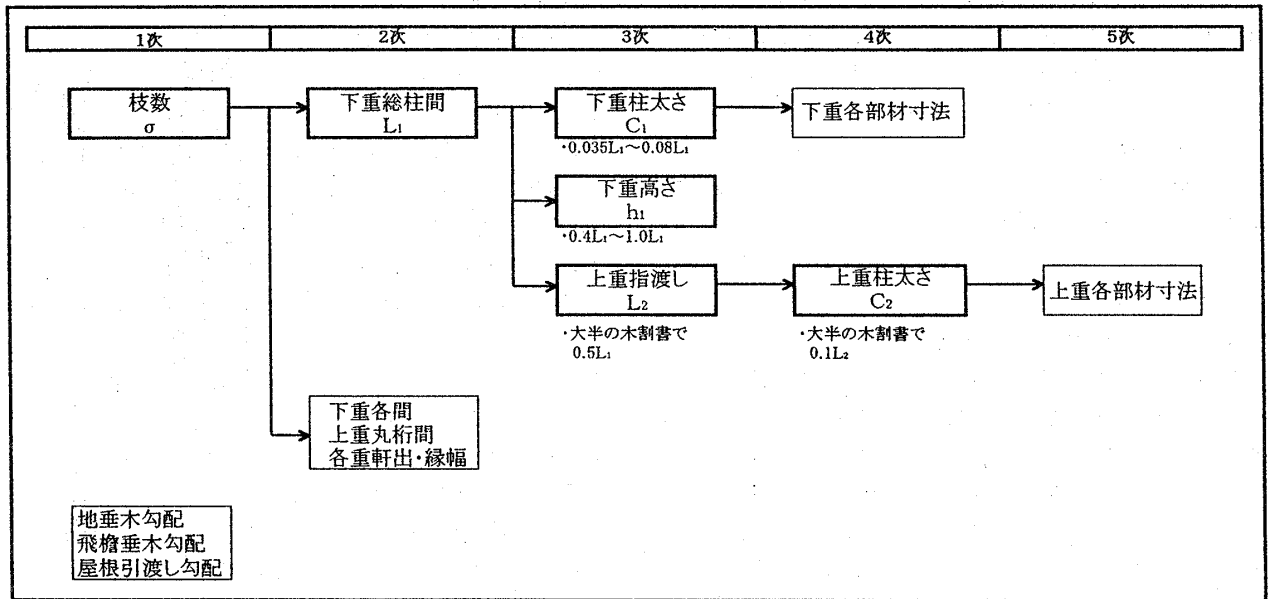 1次
2次
3次
4次
5次
枝数
σ
下重総柱間
L₁
下重柱太さ
C₁
・0.035L₁～0.08L₁
下重各部材寸法
下重高さ
h₁
・0.4L₁～1.0L₁
上重指渡し
L₂
・大半の木割書で
0.5L₁
上重柱太さ
C₂
・大半の木割書で
0.1L₂
上重各部材寸法
下重各間
上重丸桁間
各重軒出・縁幅
地垂木勾配
飛檐垂木勾配
屋根引渡し勾配